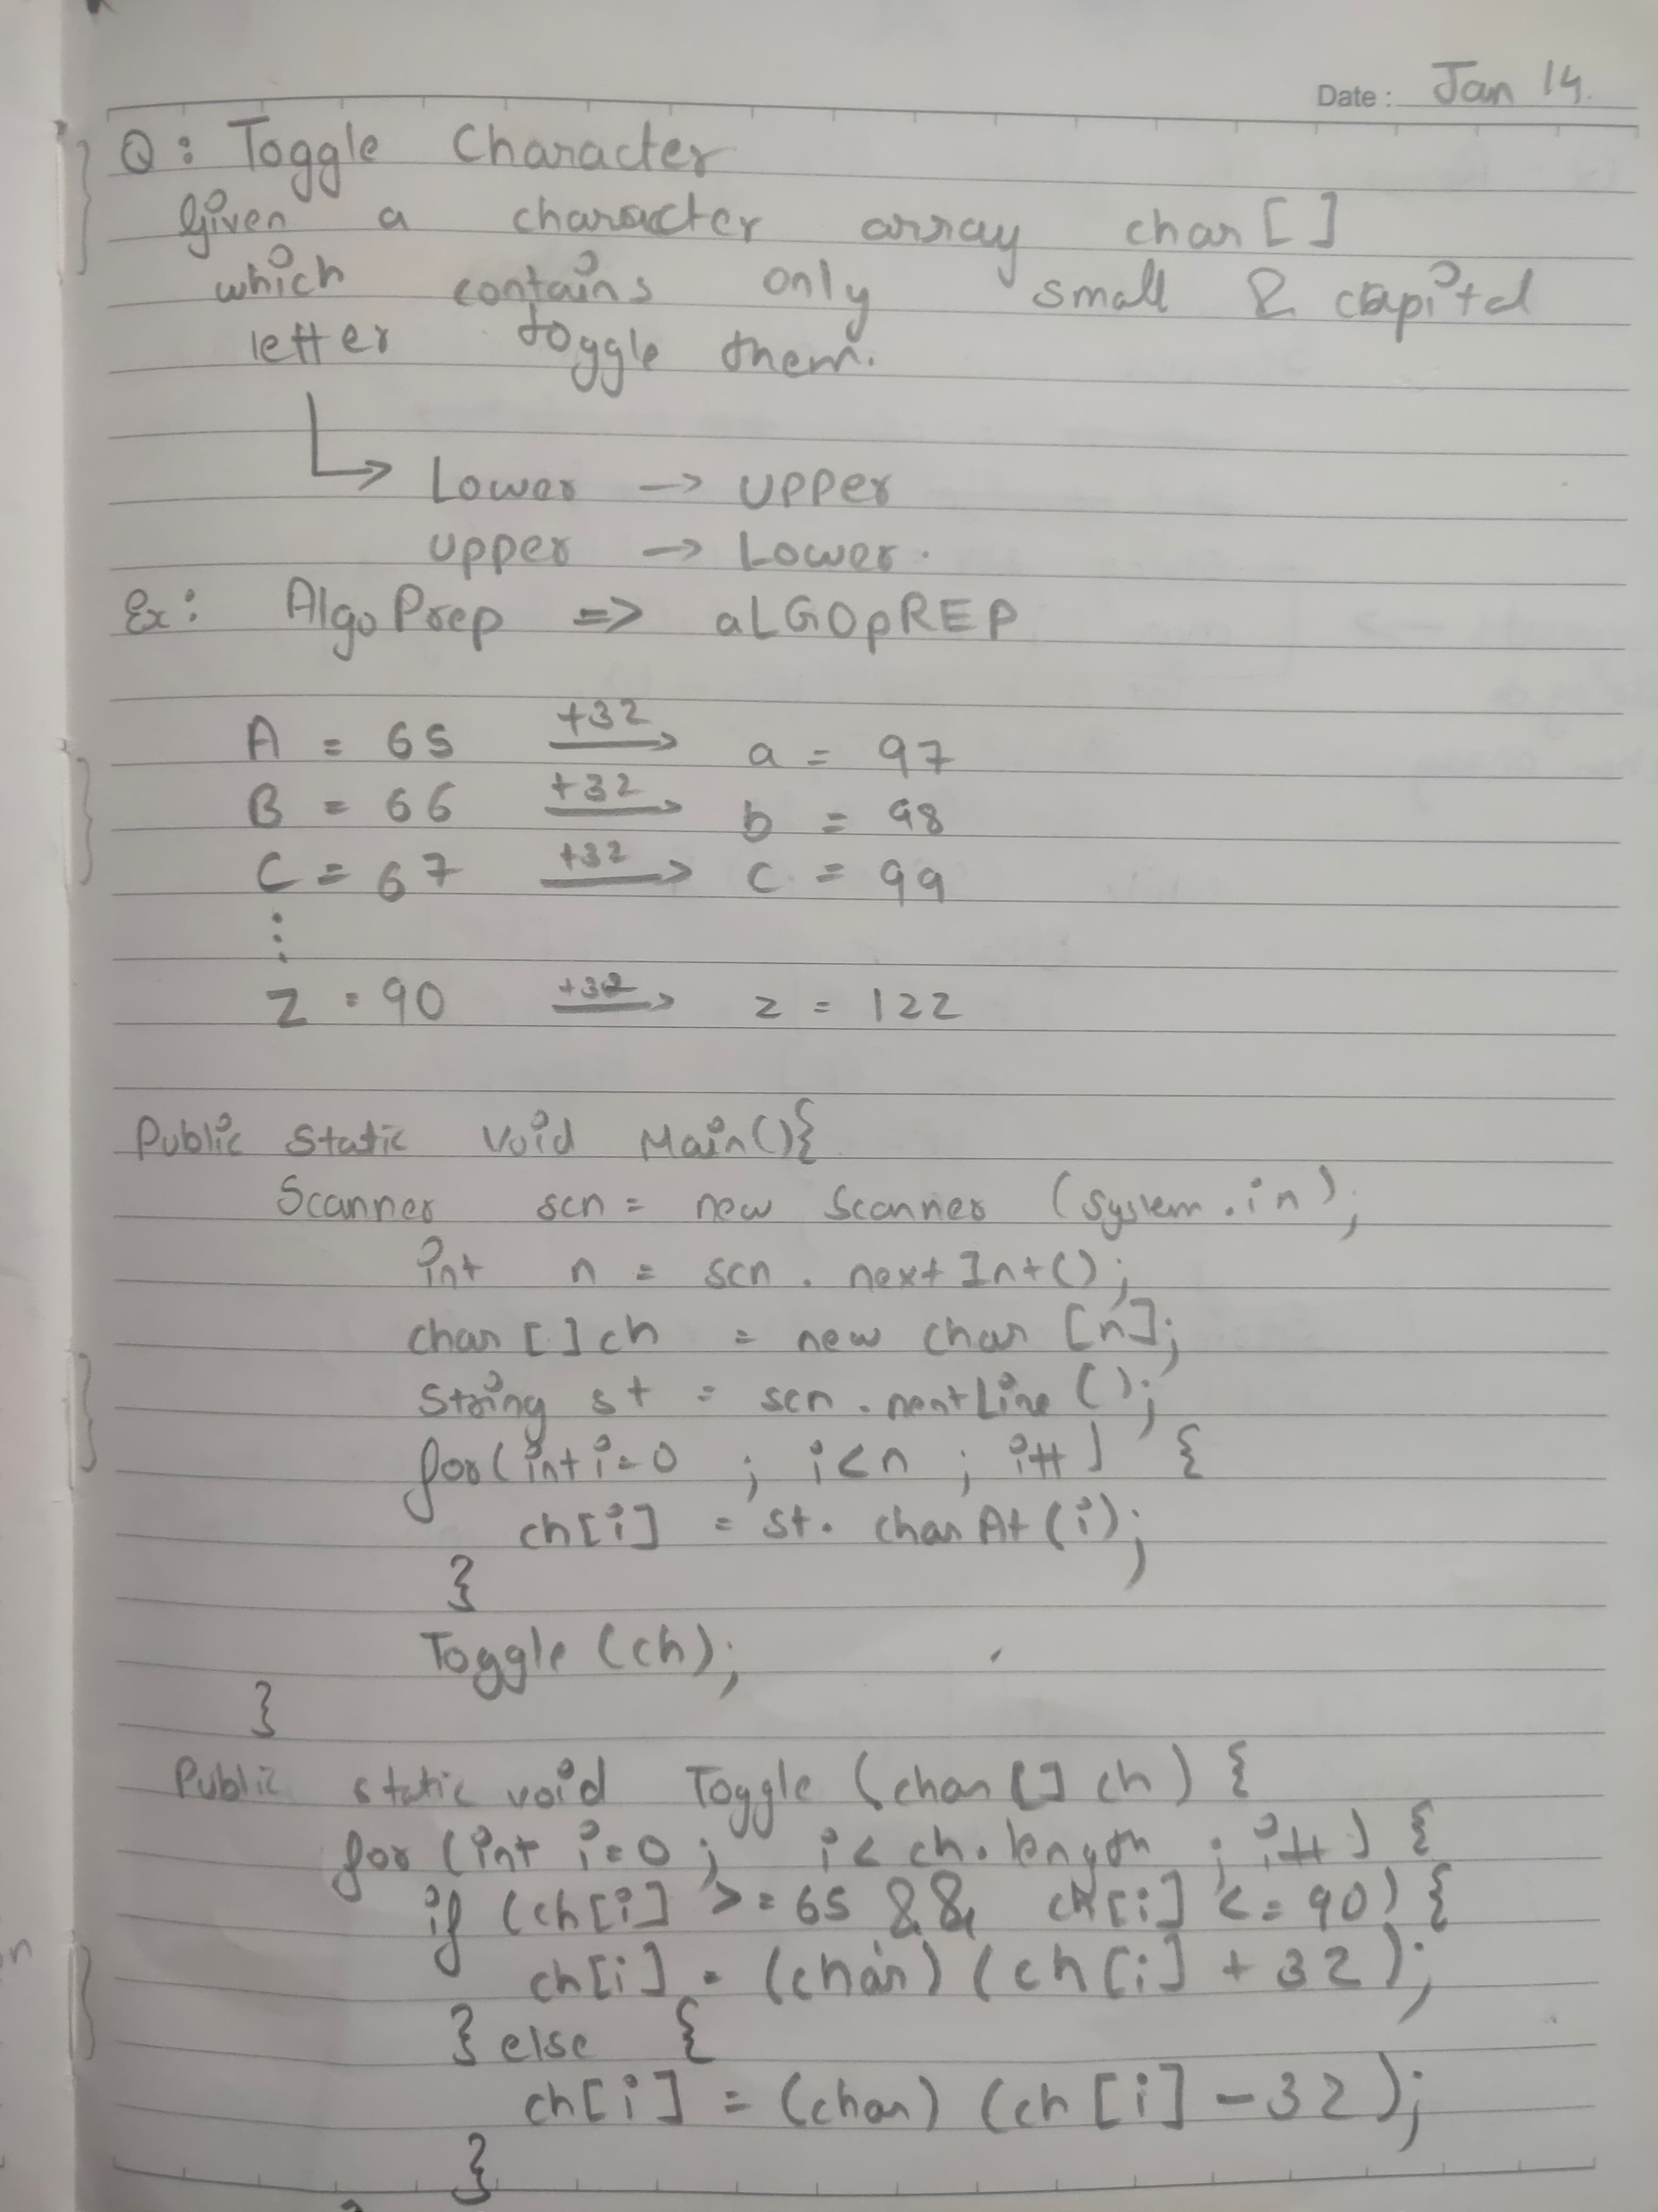 Date: Jan 14.
Q: Toggle Character
Given a character array char[]
which contains only small & capital
letter toggle them.
↳ Lower → upper
upper → Lower.
Ex: AlgoPrep => aLGOpREP
A = 65 +32→ a = 97
B = 66 +32→ b = 98
C = 67 +32→ c = 99
⋮
Z = 90 +32→ z = 122
Public Static Void Main(){
Scanner scn = new Scanner (System.in);
int n = scn.nextInt();
char[] ch = new char [n];
String st = scn.nextLine();
for(int i=0 ; i<n ; i++) {
ch[i] = st.charAt(i);
}
Toggle (ch);
}
Public static void Toggle (char[] ch) {
for (int i=0; i< ch.length ; i++) {
if (ch[i] >= 65 && ch[i] <= 90) {
ch[i] = (char) (ch[i] + 32);
} else {
ch[i] = (char) (ch[i] - 32);
}